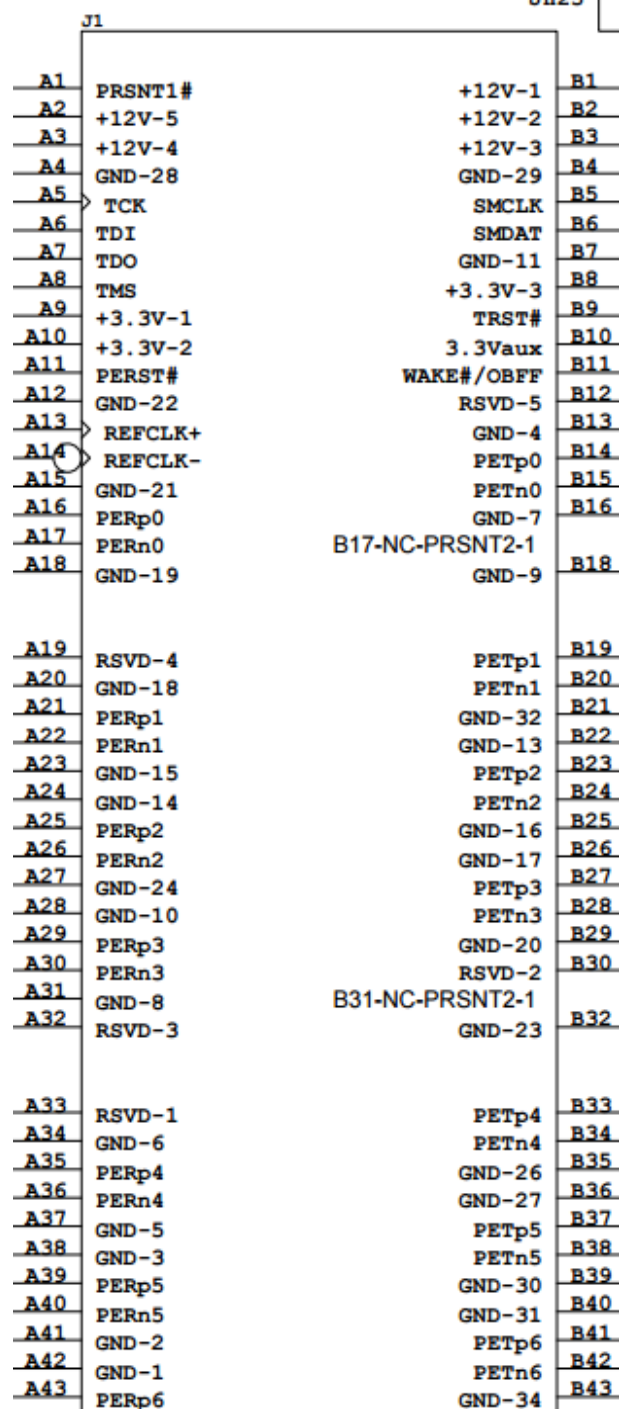 J1
A1 PRSNT1# +12V-1 B1
A2 +12V-5 +12V-2 B2
A3 +12V-4 +12V-3 B3
A4 GND-28 GND-29 B4
A5 TCK SMCLK B5
A6 TDI SMDAT B6
A7 TDO GND-11 B7
A8 TMS +3.3V-3 B8
A9 +3.3V-1 TRST# B9
A10 +3.3V-2 3.3Vaux B10
A11 PERST# WAKE#/OBFF B11
A12 GND-22 RSVD-5 B12
A13 REFCLK+ GND-4 B13
A14 REFCLK- PETp0 B14
A15 GND-21 PETn0 B15
A16 PERp0 GND-7 B16
A17 PERn0 B17-NC-PRSNT2-1
A18 GND-19 GND-9 B18
A19 RSVD-4 PETp1 B19
A20 GND-18 PETn1 B20
A21 PERp1 GND-32 B21
A22 PERn1 GND-13 B22
A23 GND-15 PETp2 B23
A24 GND-14 PETn2 B24
A25 PERp2 GND-16 B25
A26 PERn2 GND-17 B26
A27 GND-24 PETp3 B27
A28 GND-10 PETn3 B28
A29 PERp3 GND-20 B29
A30 PERn3 RSVD-2 B30
A31 GND-8 B31-NC-PRSNT2-1
A32 RSVD-3 GND-23 B32
A33 RSVD-1 PETp4 B33
A34 GND-6 PETn4 B34
A35 PERp4 GND-26 B35
A36 PERn4 GND-27 B36
A37 GND-5 PETp5 B37
A38 GND-3 PETn5 B38
A39 PERp5 GND-30 B39
A40 PERn5 GND-31 B40
A41 GND-2 PETp6 B41
A42 GND-1 PETn6 B42
A43 PERp6 GND-34 B43